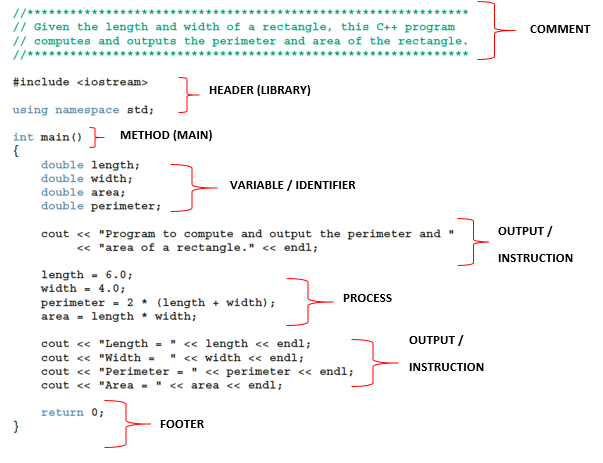 //***************************************************************
// Given the length and width of a rectangle, this C++ program
// computes and outputs the perimeter and area of the rectangle.
//***************************************************************
COMMENT
#include <iostream>
HEADER (LIBRARY)
using namespace std;
int main()
METHOD (MAIN)
{
double length;
double width;
VARIABLE / IDENTIFIER
double area;
double perimeter;
cout << "Program to compute and output the perimeter and "
<< "area of a rectangle." << endl;
OUTPUT /
INSTRUCTION
length = 6.0;
width = 4.0;
perimeter = 2 * (length + width);
area = length * width;
PROCESS
cout << "Length = " << length << endl;
cout << "Width =  " << width << endl;
cout << "Perimeter = " << perimeter << endl;
cout << "Area = " << area << endl;
OUTPUT /
INSTRUCTION
return 0;
}
FOOTER